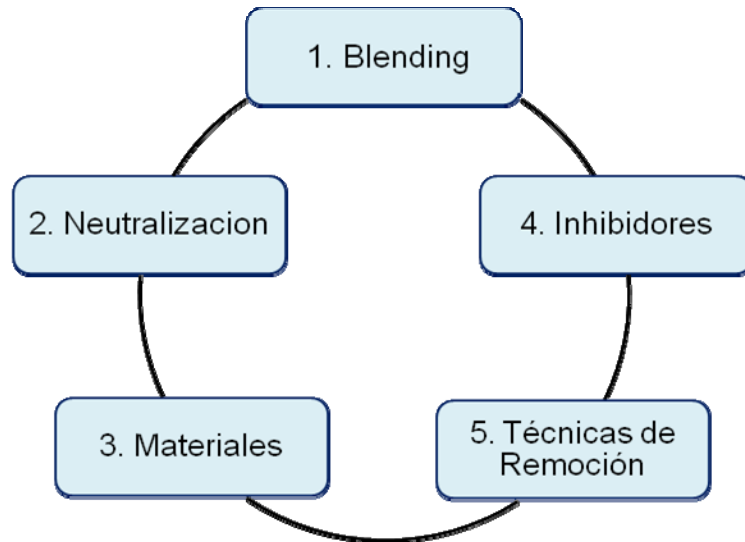 1. Blending
2. Neutralizacion
4. Inhibidores
3. Materiales
5. Técnicas de
Remoción